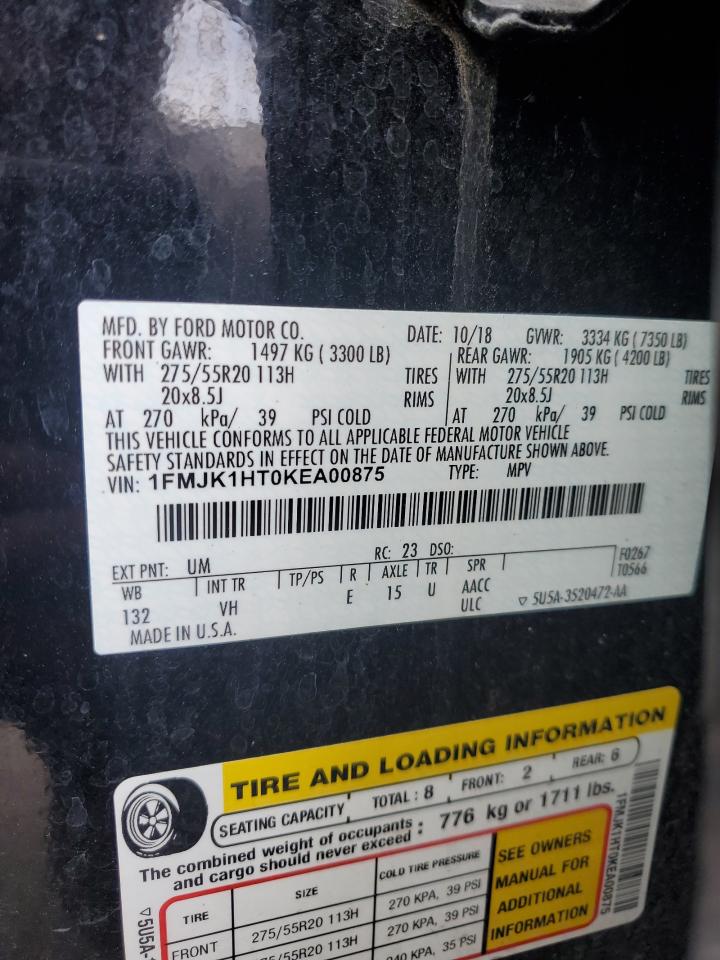 MFD. BY FORD MOTOR CO. DATE: 10/18 GVWR: 3334 KG ( 7350 LB)
FRONT GAWR: 1497 KG ( 3300 LB) REAR GAWR: 1905 KG ( 4200 LB)
WITH 275/55R20 113H TIRES WITH 275/55R20 113H TIRES
20x8.5J RIMS 20x8.5J RIMS
AT 270 kPa/ 39 PSI COLD AT 270 kPa/ 39 PSI COLD
THIS VEHICLE CONFORMS TO ALL APPLICABLE FEDERAL MOTOR VEHICLE
SAFETY STANDARDS IN EFFECT ON THE DATE OF MANUFACTURE SHOWN ABOVE.
VIN: 1FMJK1HT0KEA00875 TYPE: MPV
EXT PNT: UM RC: 23 DSO: F0267
WB INT TR TP/PS R AXLE TR SPR T0566
132 VH E 15 U AACC
ULC ▽ 5U5A-3520472-AA
MADE IN U.S.A.
TIRE AND LOADING INFORMATION
SEATING CAPACITY TOTAL : 8 FRONT: 2 REAR: 6
The combined weight of occupants : 776 kg or 1711 lbs.
and cargo should never exceed
TIRE SIZE COLD TIRE PRESSURE
FRONT 275/55R20 113H 270 KPA, 39 PSI
/55R20 113H 270 KPA, 39 PSI
240 KPA, 35 PSI
SEE OWNERS
MANUAL FOR
ADDITIONAL
INFORMATION
1FMJK1HT0KEA00875
▽ 5U5A-